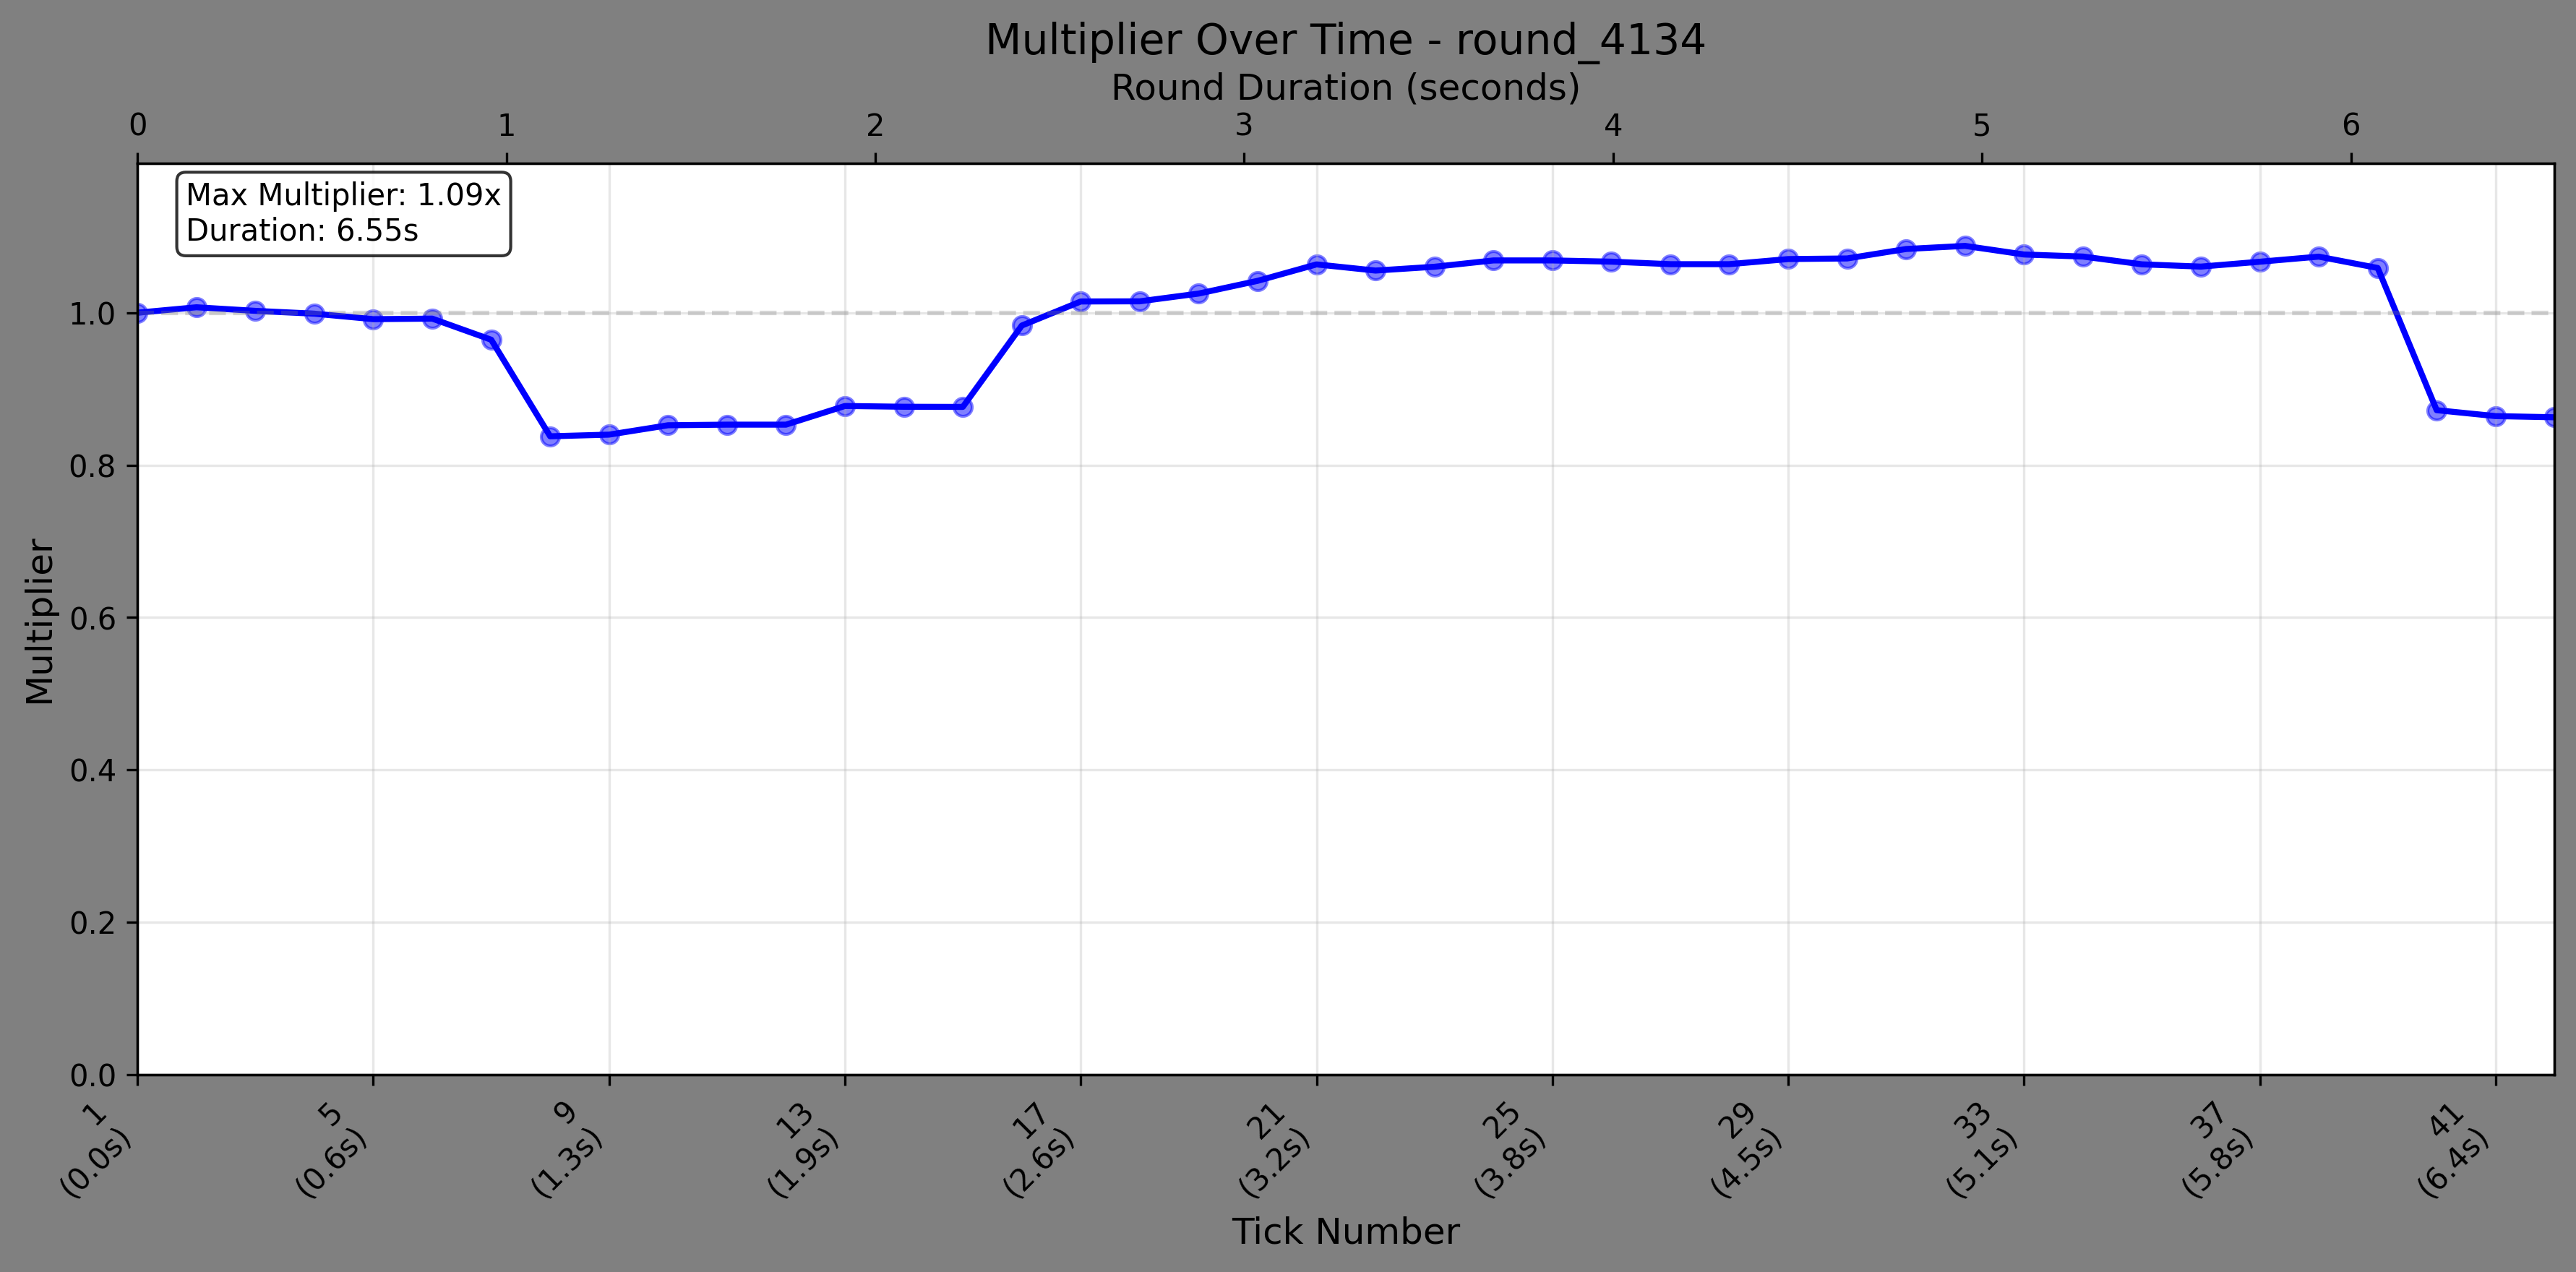 Multiplier Over Time - round_4134
Round Duration (seconds)
0 1 2 3 4 5 6
Max Multiplier: 1.09x
Duration: 6.55s
Multiplier
1.0
0.8
0.6
0.4
0.2
0.0
1
(0.0s)
5
(0.6s)
9
(1.3s)
13
(1.9s)
17
(2.6s)
21
(3.2s)
25
(3.8s)
29
(4.5s)
33
(5.1s)
37
(5.8s)
41
(6.4s)
Tick Number